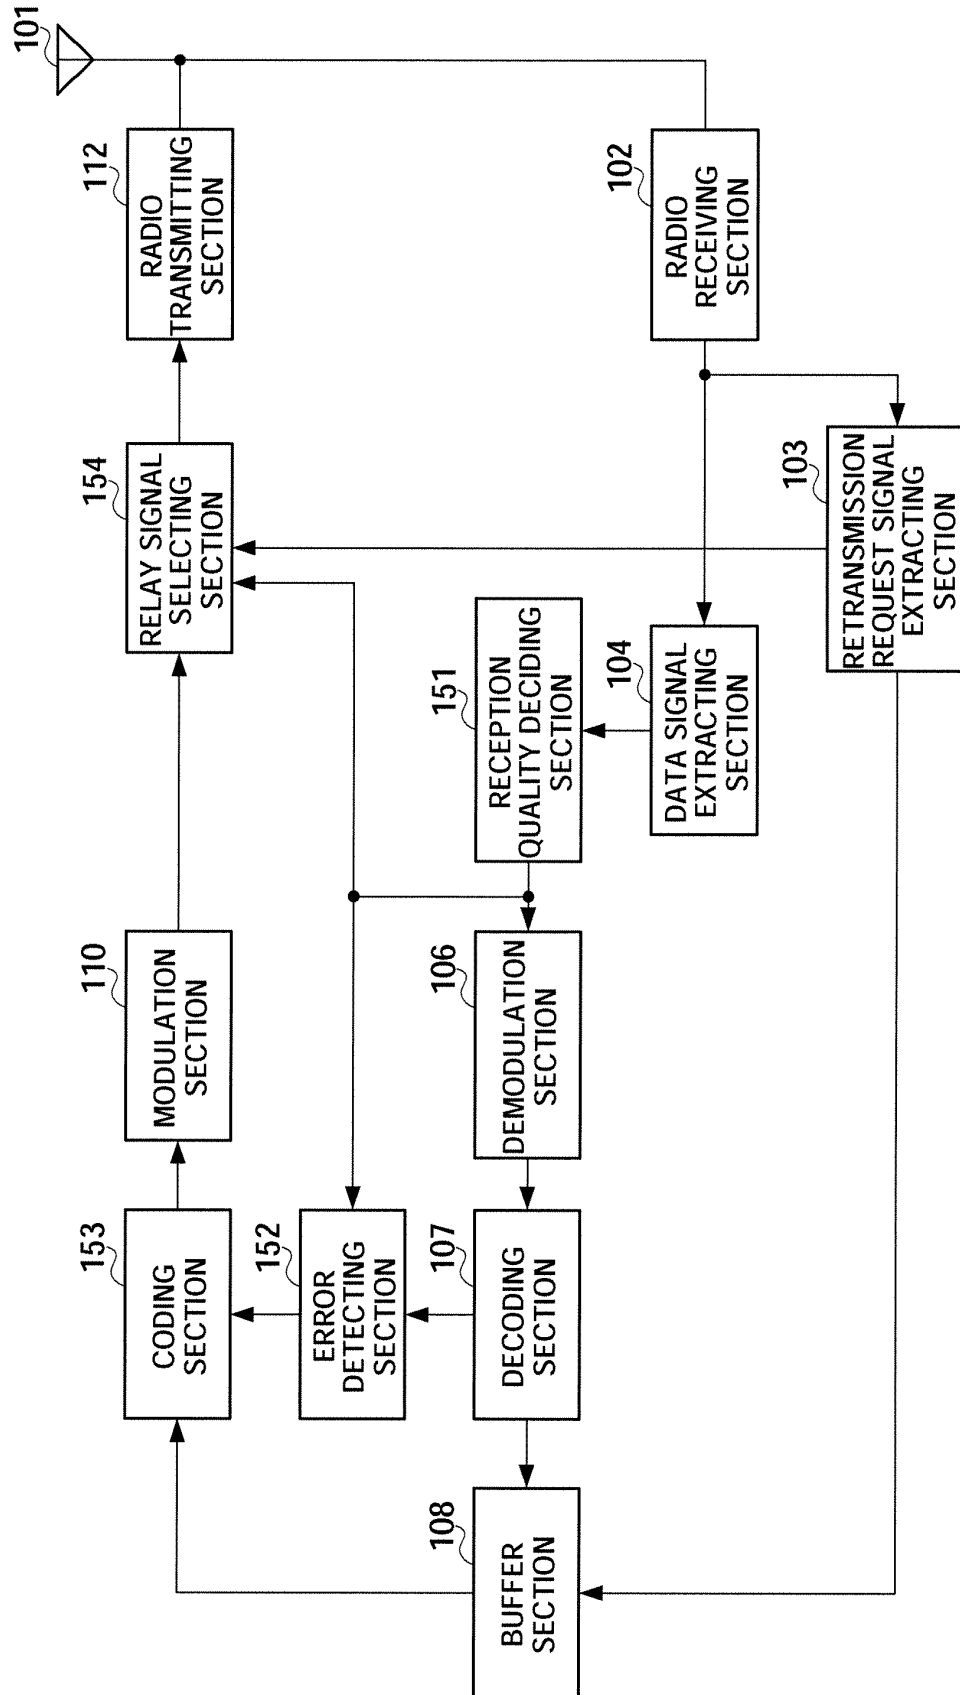 101
112
RADIO
TRANSMITTING
SECTION
102
RADIO
RECEIVING
SECTION
154
RELAY SIGNAL
SELECTING
SECTION
103
RETRANSMISSION
REQUEST SIGNAL
EXTRACTING
SECTION
151
RECEPTION
QUALITY DECIDING
SECTION
104
DATA SIGNAL
EXTRACTING
SECTION
110
MODULATION
SECTION
106
DEMODULATION
SECTION
153
CODING
SECTION
152
ERROR
DETECTING
SECTION
107
DECODING
SECTION
108
BUFFER
SECTION